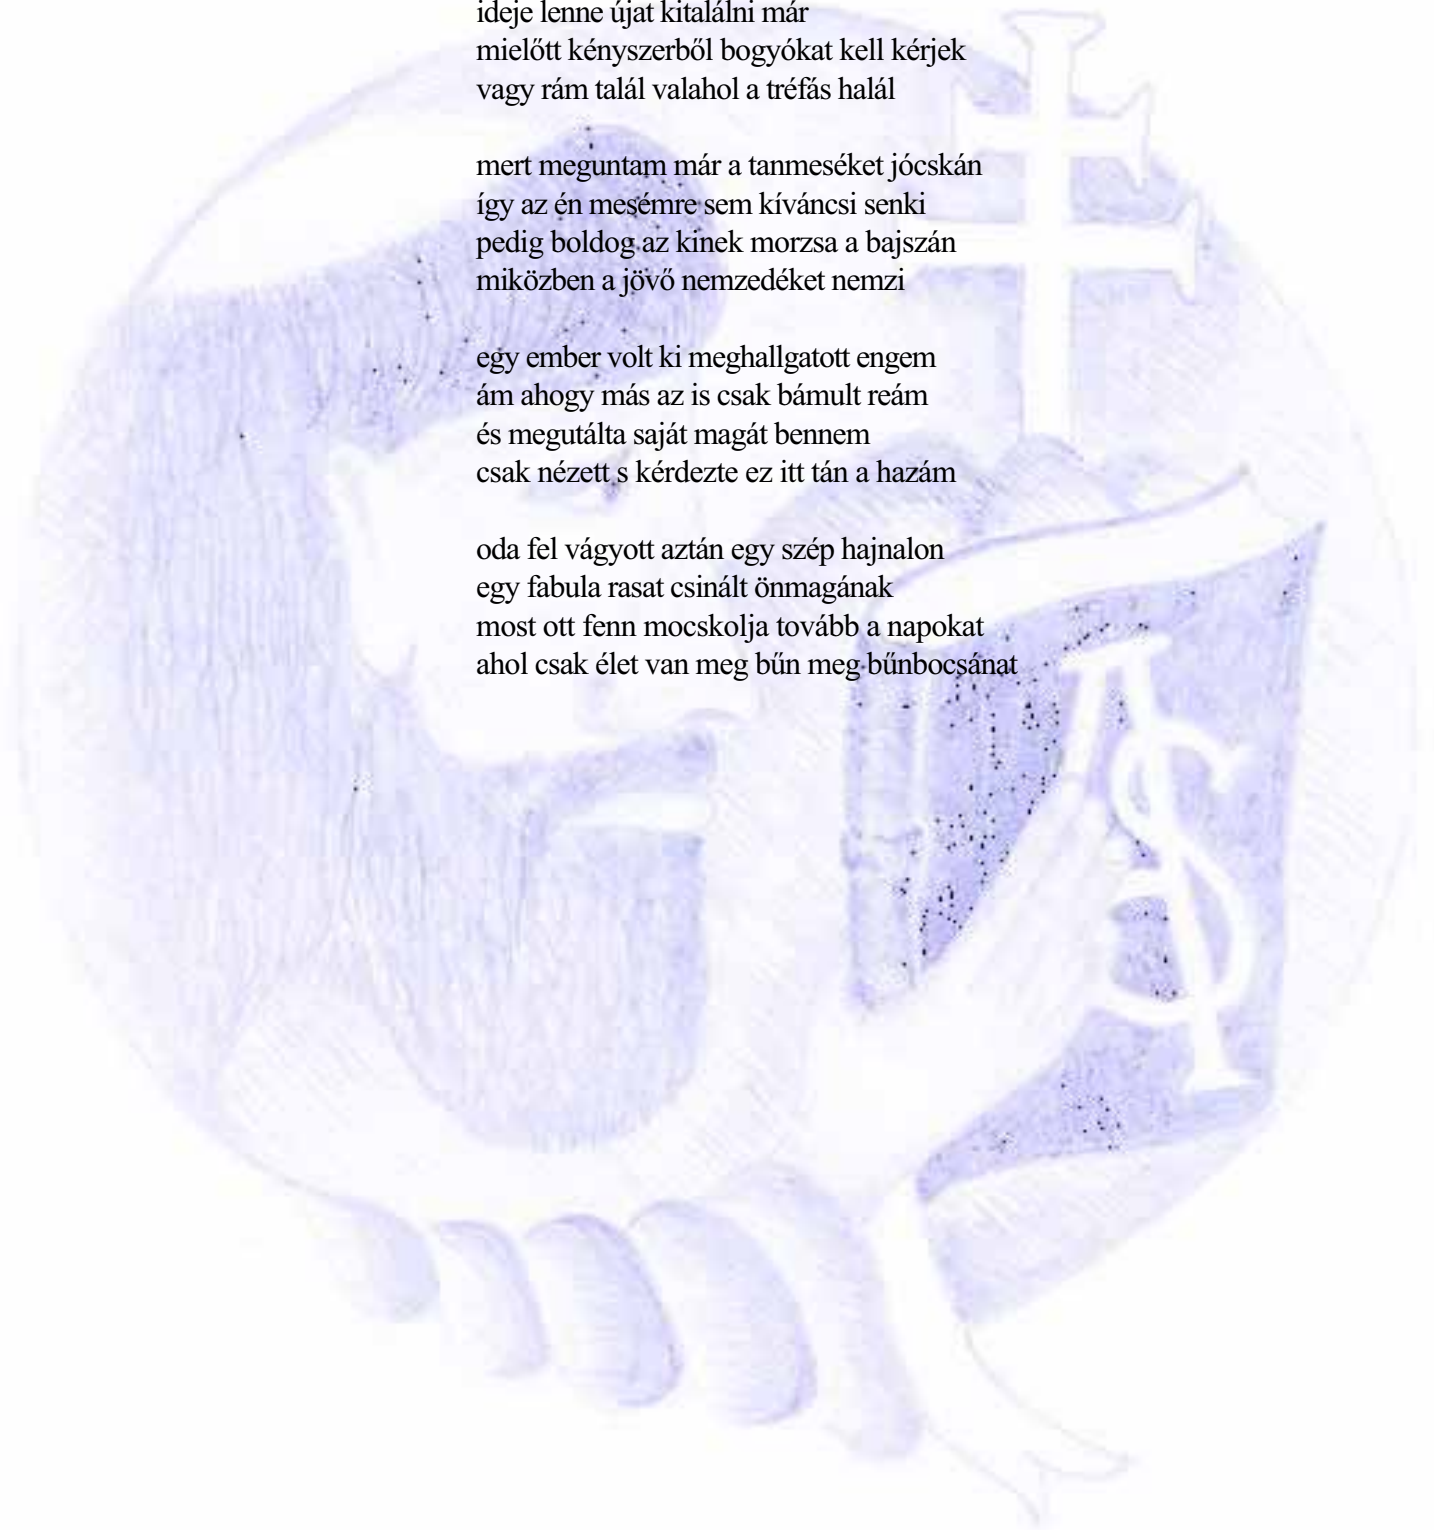 ideje lenne újat kitalálni már
mielőtt kényszerből bogyókat kell kérjek
vagy rám talál valahol a tréfás halál

mert meguntam már a tanmeséket jócskán
így az én mesémre sem kíváncsi senki
pedig boldog az kinek morzsa a bajszán
miközben a jövő nemzedéket nemzi

egy ember volt ki meghallgatott engem
ám ahogy más az is csak bámult reám
és megutálta saját magát bennem
csak nézett s kérdezte ez itt tán a hazám

oda fel vágyott aztán egy szép hajnalon
egy fabula rasat csinált önmagának
most ott fenn mocskolja tovább a napokat
ahol csak élet van meg bűn meg bűnbocsánat